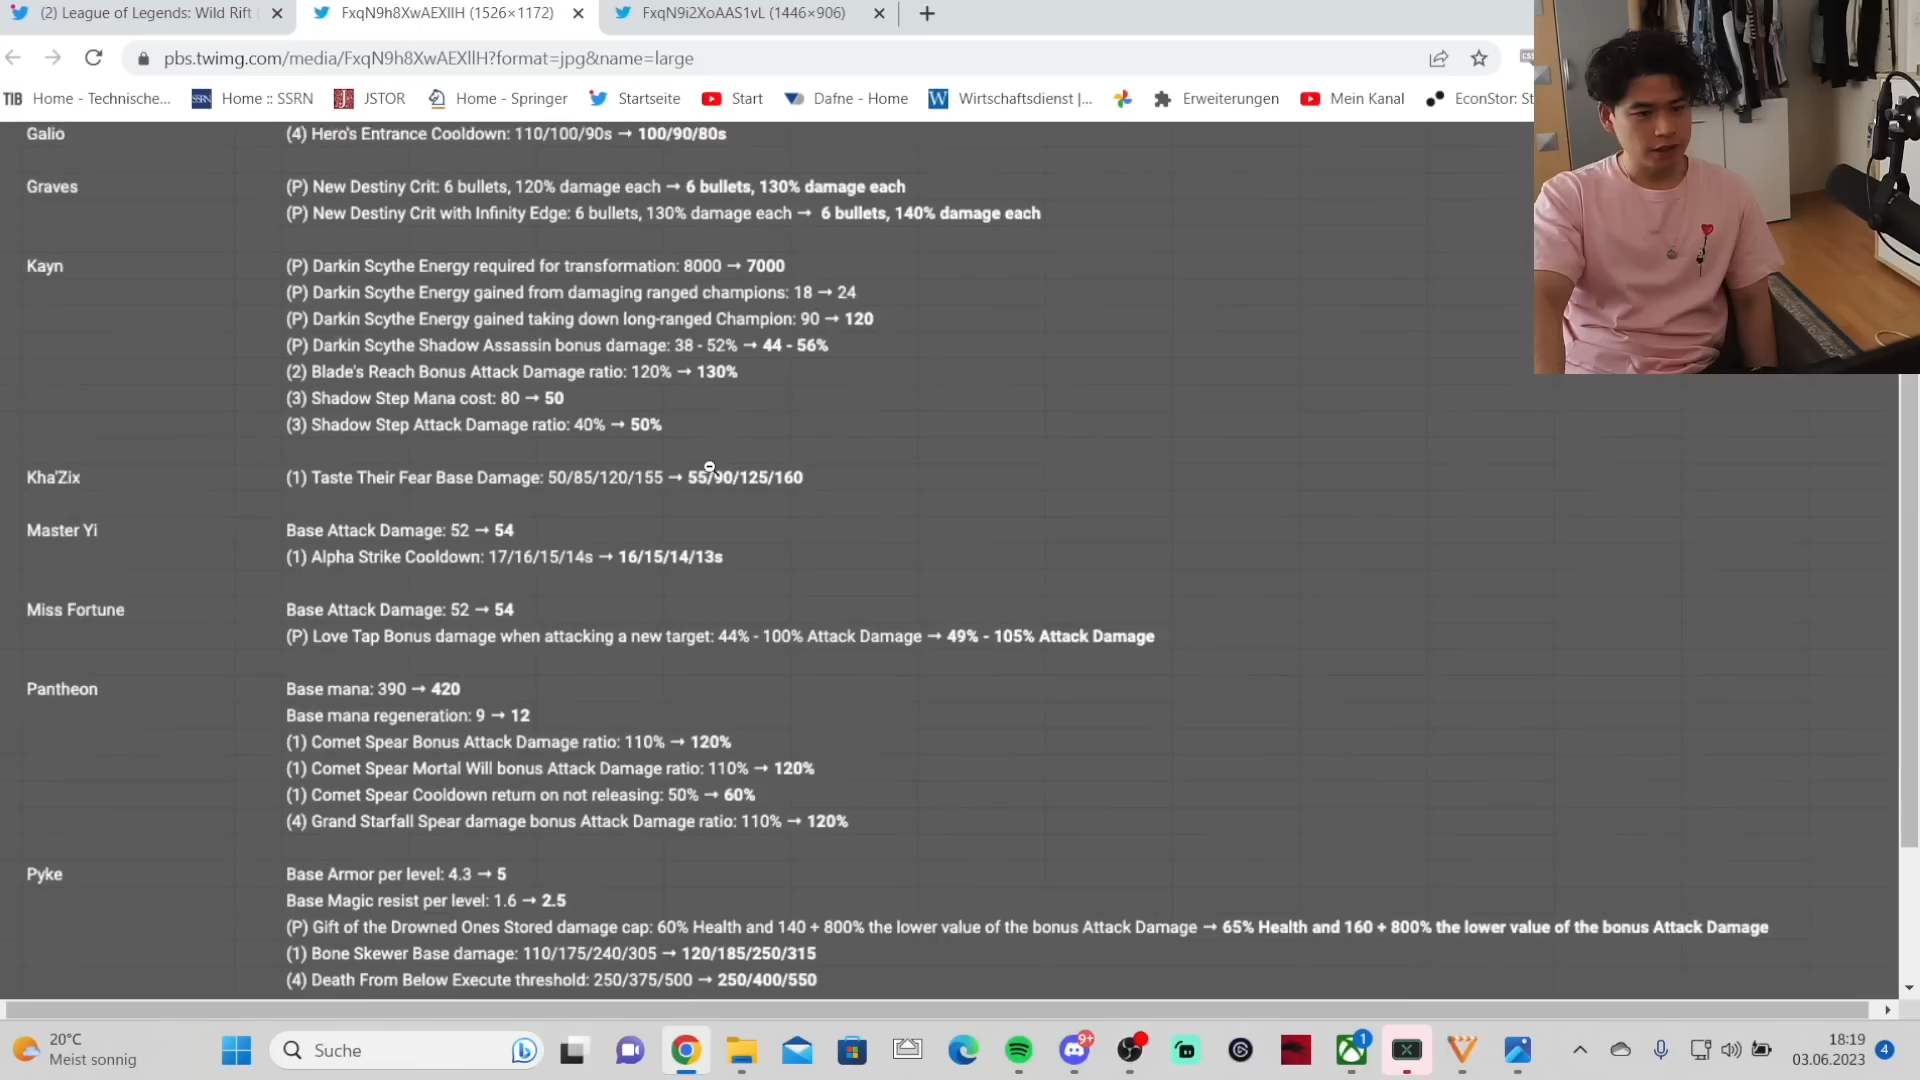 (2) League of Legends: Wild Rift
FxqN9h8XwAEXllH (1526×1172)
FxqN9i2XoAAS1vL (1446×906)
pbs.twimg.com/media/FxqN9h8XwAEXllH?format=jpg&name=large
TIB Home - Technische...
SSRN Home :: SSRN
JSTOR
Home - Springer
Startseite
Start
Dafne - Home
W Wirtschaftsdienst |...
Erweiterungen
Mein Kanal
EconStor: St
Galio (4) Hero's Entrance Cooldown: 110/100/90s → 100/90/80s
Graves (P) New Destiny Crit: 6 bullets, 120% damage each → 6 bullets, 130% damage each
(P) New Destiny Crit with Infinity Edge: 6 bullets, 130% damage each → 6 bullets, 140% damage each
Kayn (P) Darkin Scythe Energy required for transformation: 8000 → 7000
(P) Darkin Scythe Energy gained from damaging ranged champions: 18 → 24
(P) Darkin Scythe Energy gained taking down long-ranged Champion: 90 → 120
(P) Darkin Scythe Shadow Assassin bonus damage: 38 - 52% → 44 - 56%
(2) Blade's Reach Bonus Attack Damage ratio: 120% → 130%
(3) Shadow Step Mana cost: 80 → 50
(3) Shadow Step Attack Damage ratio: 40% → 50%
Kha'Zix (1) Taste Their Fear Base Damage: 50/85/120/155 → 55/90/125/160
Master Yi Base Attack Damage: 52 → 54
(1) Alpha Strike Cooldown: 17/16/15/14s → 16/15/14/13s
Miss Fortune Base Attack Damage: 52 → 54
(P) Love Tap Bonus damage when attacking a new target: 44% - 100% Attack Damage → 49% - 105% Attack Damage
Pantheon Base mana: 390 → 420
Base mana regeneration: 9 → 12
(1) Comet Spear Bonus Attack Damage ratio: 110% → 120%
(1) Comet Spear Mortal Will bonus Attack Damage ratio: 110% → 120%
(1) Comet Spear Cooldown return on not releasing: 50% → 60%
(4) Grand Starfall Spear damage bonus Attack Damage ratio: 110% → 120%
Pyke Base Armor per level: 4.3 → 5
Base Magic resist per level: 1.6 → 2.5
(P) Gift of the Drowned Ones Stored damage cap: 60% Health and 140 + 800% the lower value of the bonus Attack Damage → 65% Health and 160 + 800% the lower value of the bonus Attack Damage
(1) Bone Skewer Base damage: 110/175/240/305 → 120/185/250/315
(4) Death From Below Execute threshold: 250/375/500 → 250/400/550
20°C
Meist sonnig
Suche
9+
1
18:19
03.06.2023
4